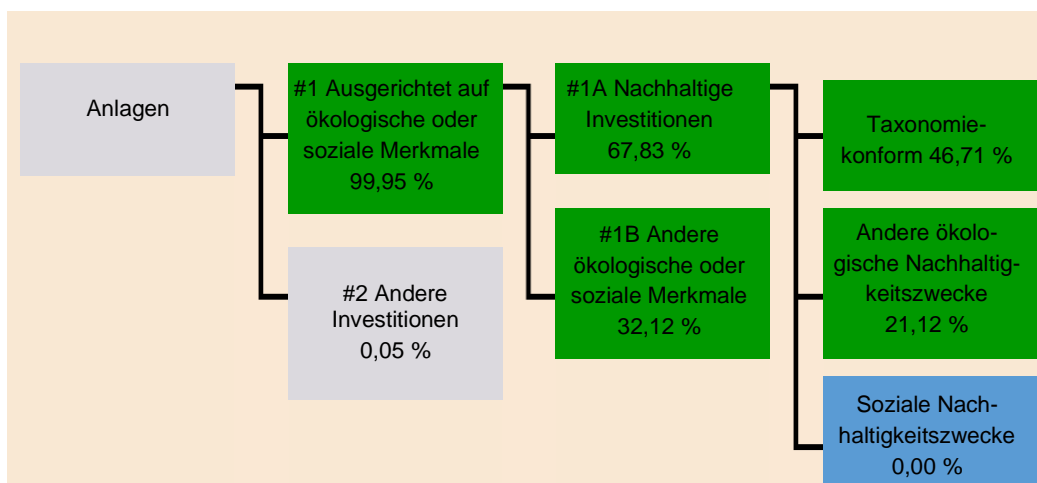 Anlagen
#1 Ausgerichtet auf
ökologische oder
soziale Merkmale
99,95 %
#2 Andere
Investitionen
0,05 %
#1A Nachhaltige
Investitionen
67,83 %
#1B Andere
ökologische oder
soziale Merkmale
32,12 %
Taxonomie-
konform 46,71 %
Andere ökolo-
gische Nachhaltig-
keitszwecke
21,12 %
Soziale Nach-
haltigkeitszwecke
0,00 %